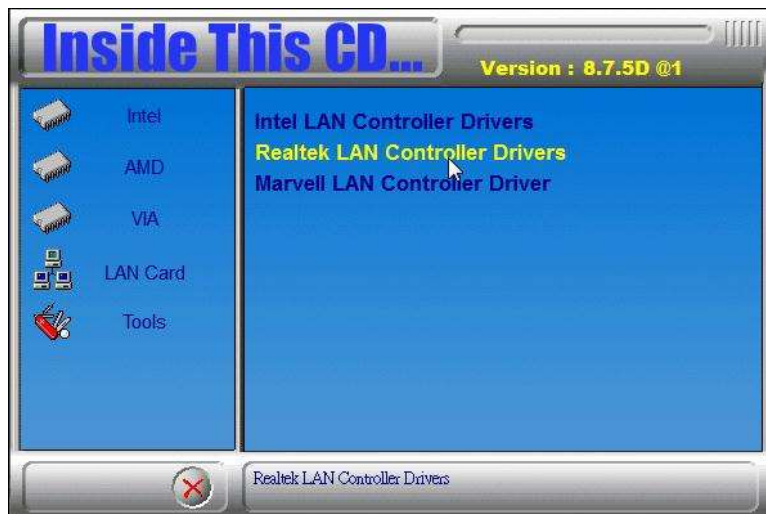 Inside This CD...
Version : 8.7.5D @1
Intel
AMD
VIA
LAN Card
Tools
Intel LAN Controller Drivers
Realtek LAN Controller Drivers
Marvell LAN Controller Driver
Realtek LAN Controller Drivers